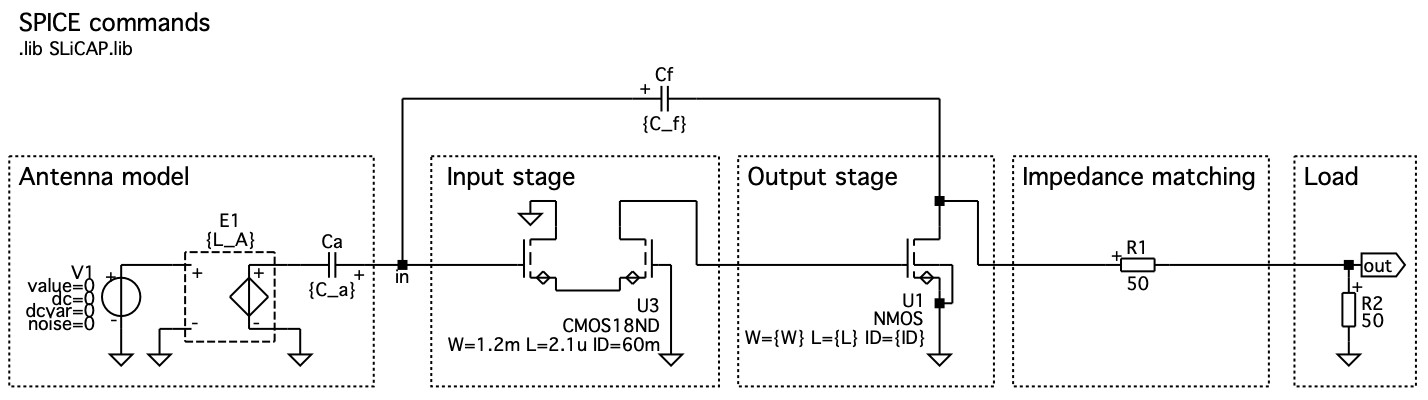 SPICE commands
.lib SLiCAP.lib
Cf
+
{C_f}
Antenna model
Input stage
Output stage
Impedance matching
Load
E1
{L_A}
Ca
{C_a}
+
in
V1
value=0
dc=0
dcvar=0
noise=0
+
-
+
-
+
-
U3
CMOS18ND
W=1.2m L=2.1u ID=60m
U1
NMOS
W={W} L={L} ID={ID}
+
R1
50
out
+
R2
50